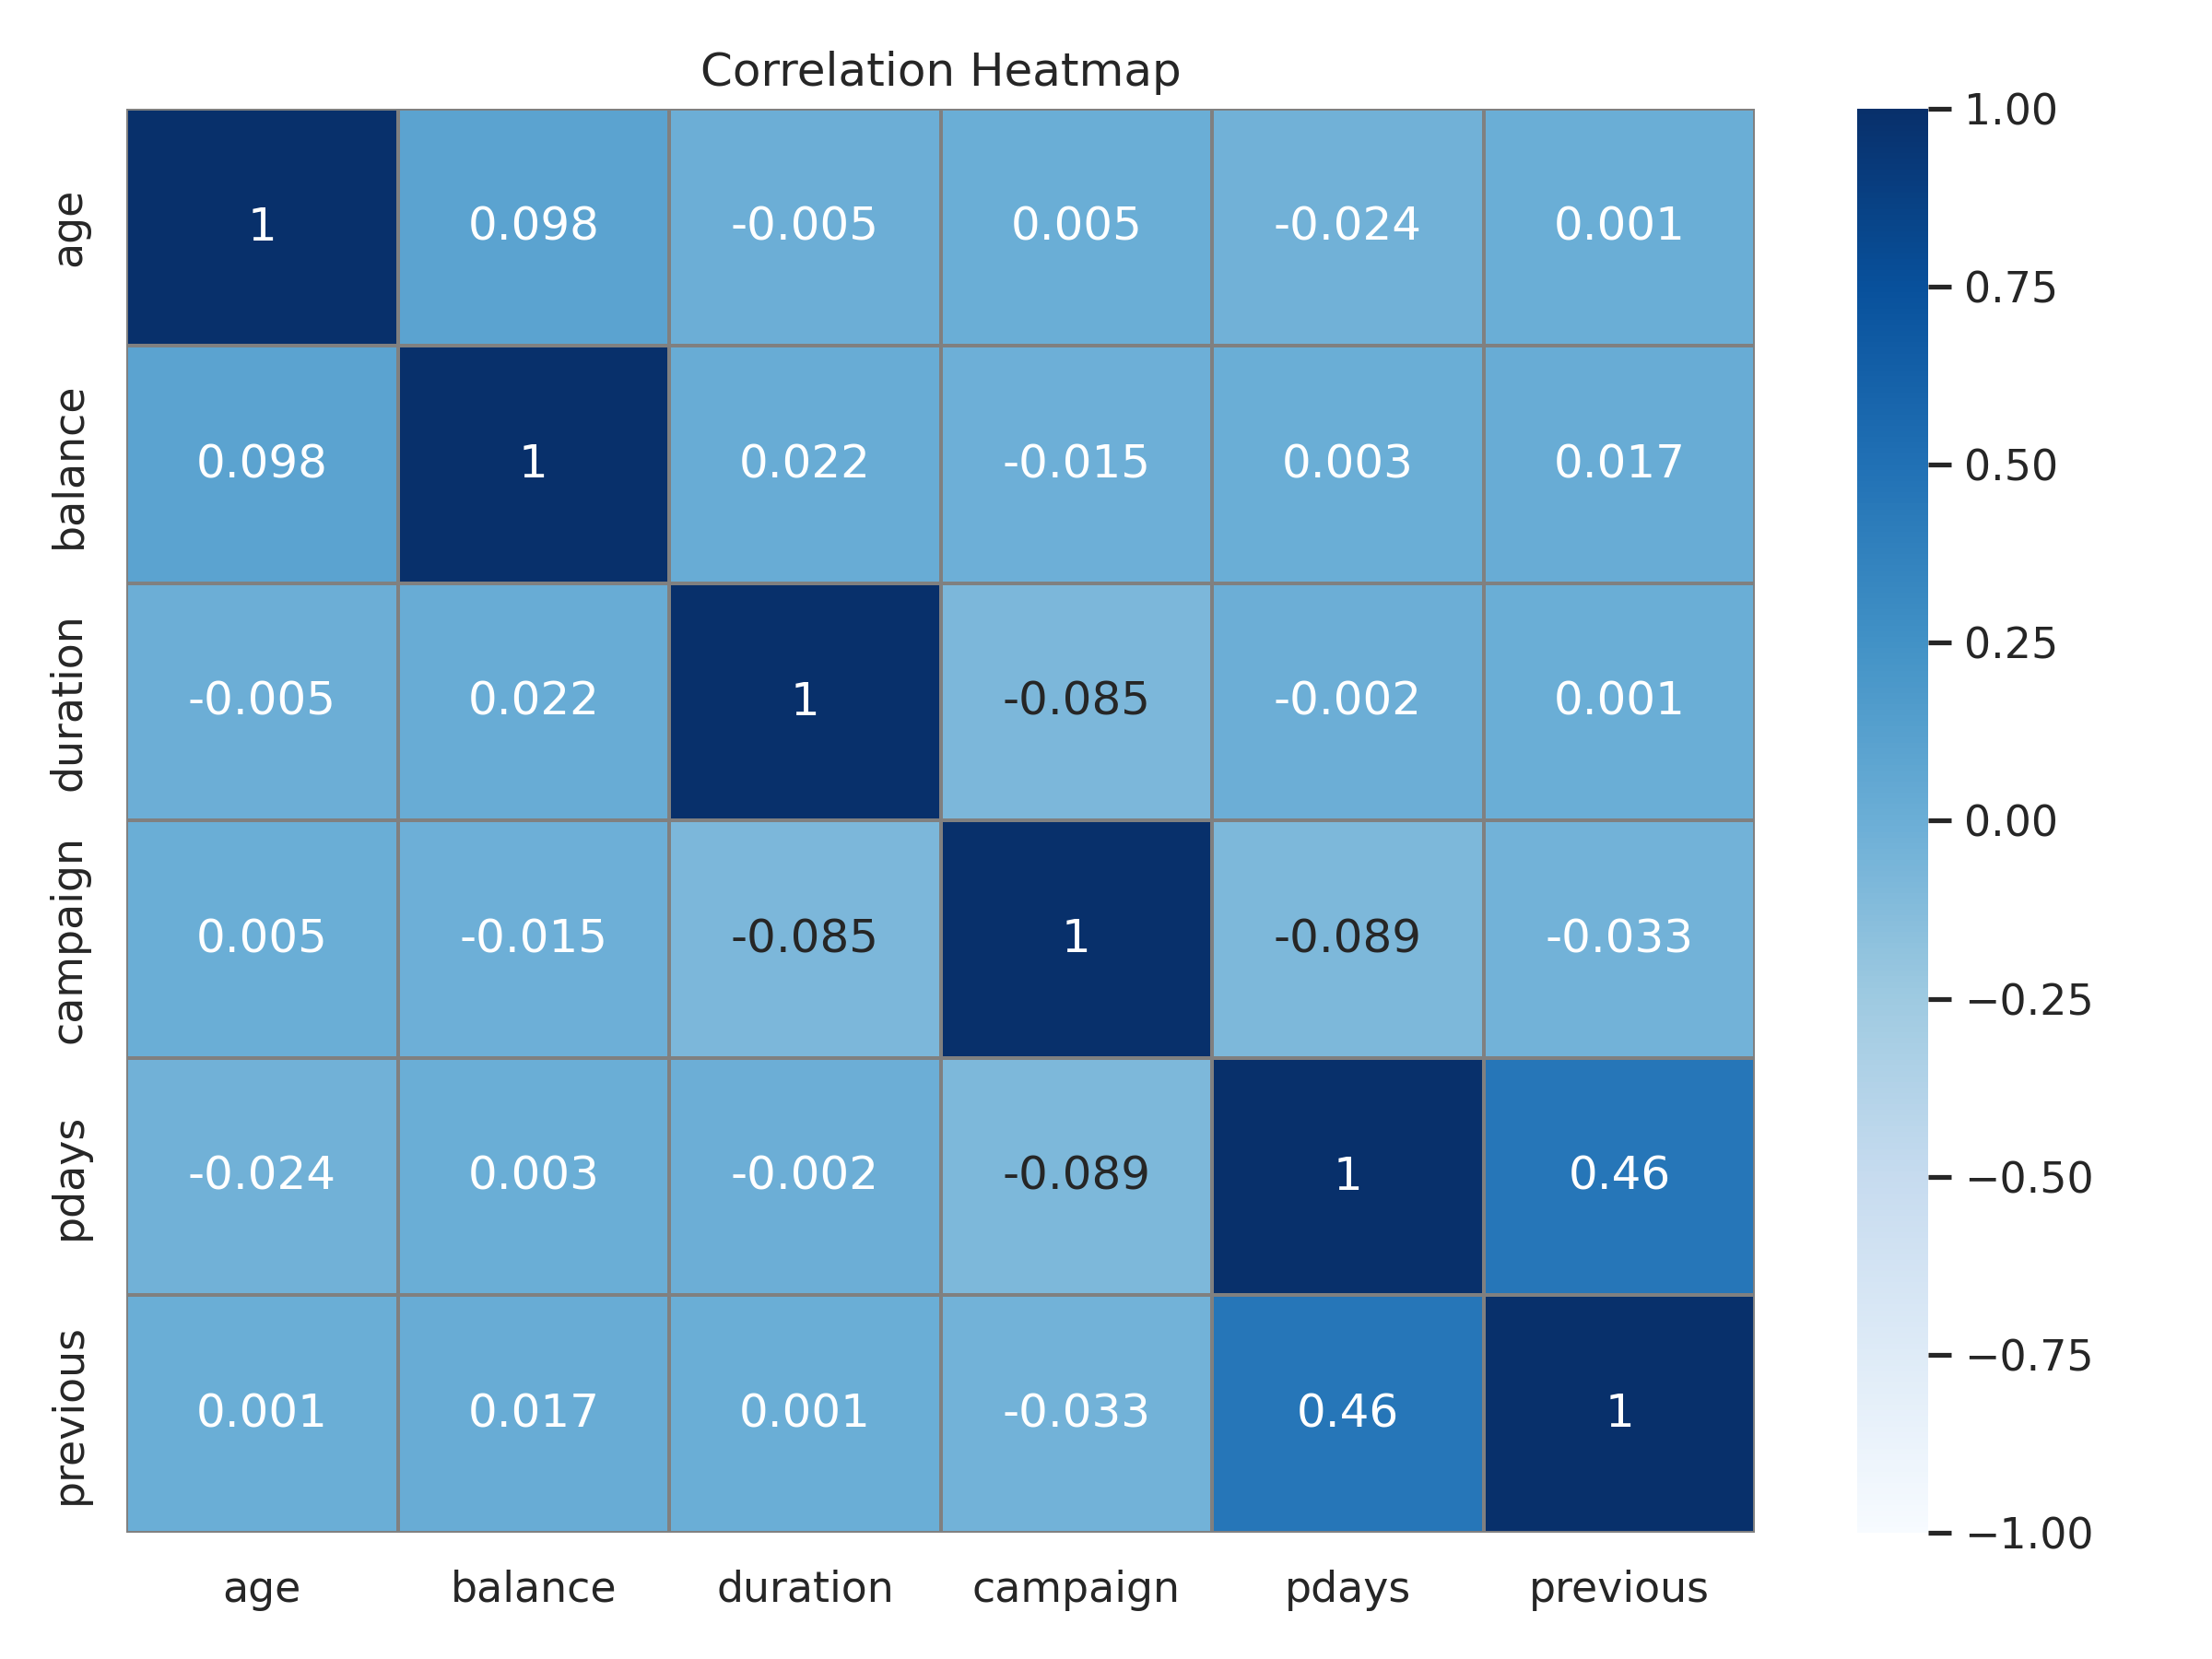 Correlation Heatmap
age 1 0.098 -0.005 0.005 -0.024 0.001
balance 0.098 1 0.022 -0.015 0.003 0.017
duration -0.005 0.022 1 -0.085 -0.002 0.001
campaign 0.005 -0.015 -0.085 1 -0.089 -0.033
pdays -0.024 0.003 -0.002 -0.089 1 0.46
previous 0.001 0.017 0.001 -0.033 0.46 1
age balance duration campaign pdays previous
1.00
0.75
0.50
0.25
0.00
−0.25
−0.50
−0.75
−1.00